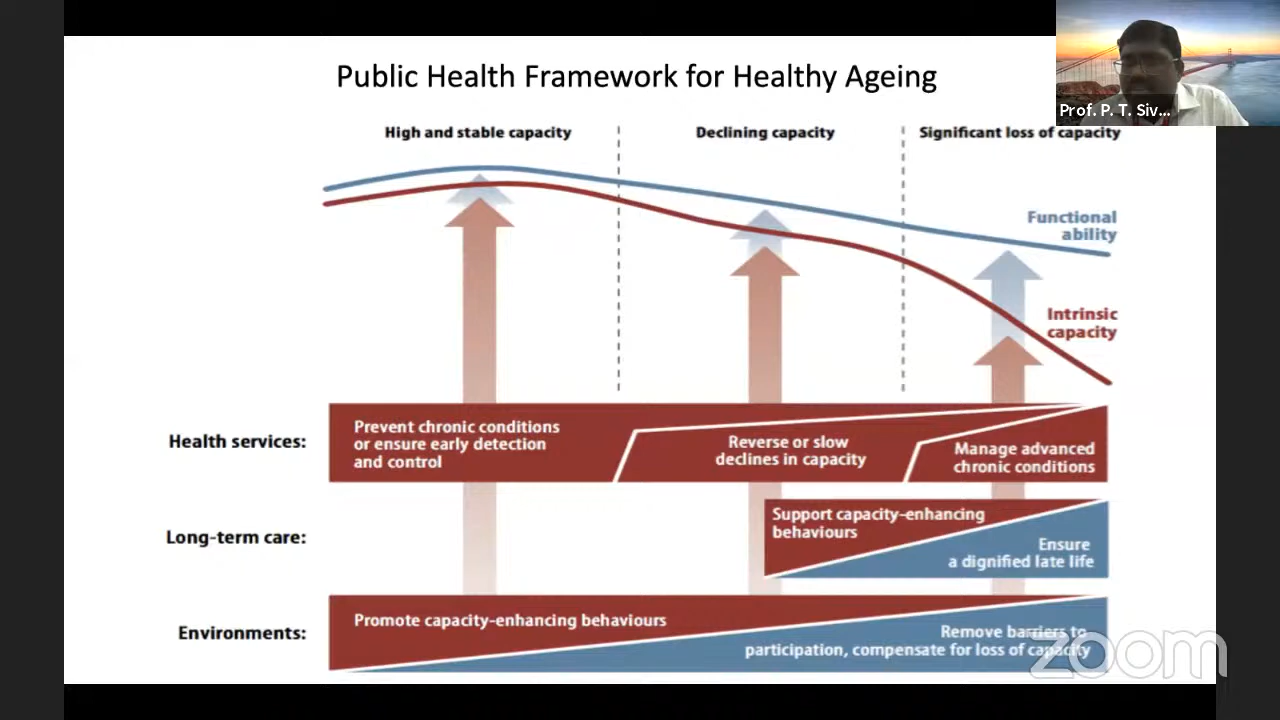 Public Health Framework for Healthy Ageing
Prof. P. T. Siv...
High and stable capacity
Declining capacity
Significant loss of capacity
Functional
ability
Intrinsic
capacity
Health services:
Prevent chronic conditions
or ensure early detection
and control
Reverse or slow
declines in capacity
Manage advanced
chronic conditions
Long-term care:
Support capacity-enhancing
behaviours
Ensure
a dignified late life
Environments:
Promote capacity-enhancing behaviours
Remove barriers to
participation, compensate for loss of capacity
zoom